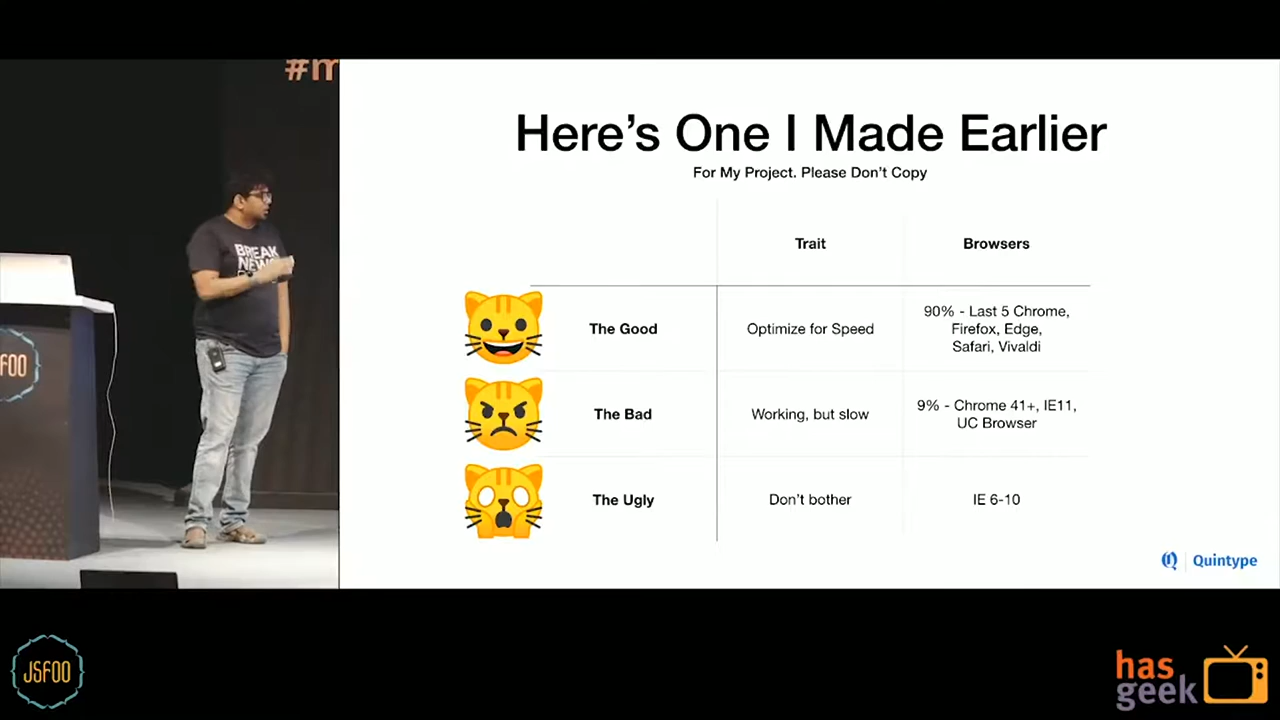 #m
Here's One I Made Earlier
For My Project. Please Don't Copy
Trait
Browsers
The Good
Optimize for Speed
90% - Last 5 Chrome,
Firefox, Edge,
Safari, Vivaldi
The Bad
Working, but slow
9% - Chrome 41+, IE11,
UC Browser
The Ugly
Don't bother
IE 6-10
Quintype
BREAK
NEWS
FOO
JSFOO
has
geek